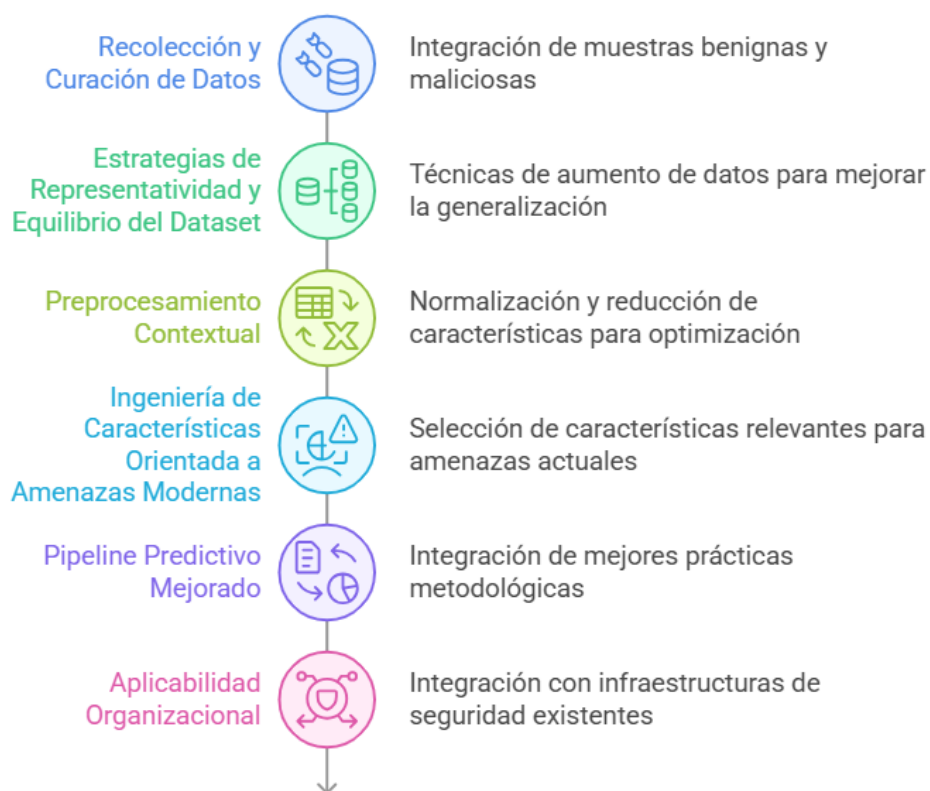 Recolección y
Curación de Datos
Integración de muestras benignas y
maliciosas
Estrategias de
Representatividad y
Equilibrio del Dataset
Técnicas de aumento de datos para mejorar
la generalización
Preprocesamiento
Contextual
Normalización y reducción de
características para optimización
Ingeniería de
Características
Orientada a
Amenazas Modernas
Selección de características relevantes para
amenazas actuales
Pipeline Predictivo
Mejorado
Integración de mejores prácticas
metodológicas
Aplicabilidad
Organizacional
Integración con infraestructuras de
seguridad existentes